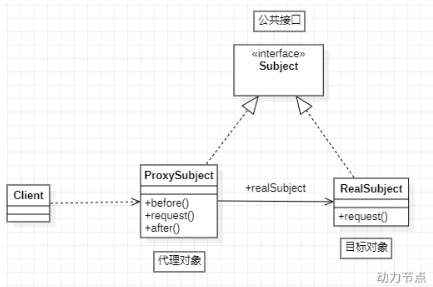 公共接口
«interface»
Subject
ProxySubject
+before()
+request()
+after()
Client
+realSubject
RealSubject
+request()
代理对象
目标对象
动力节点